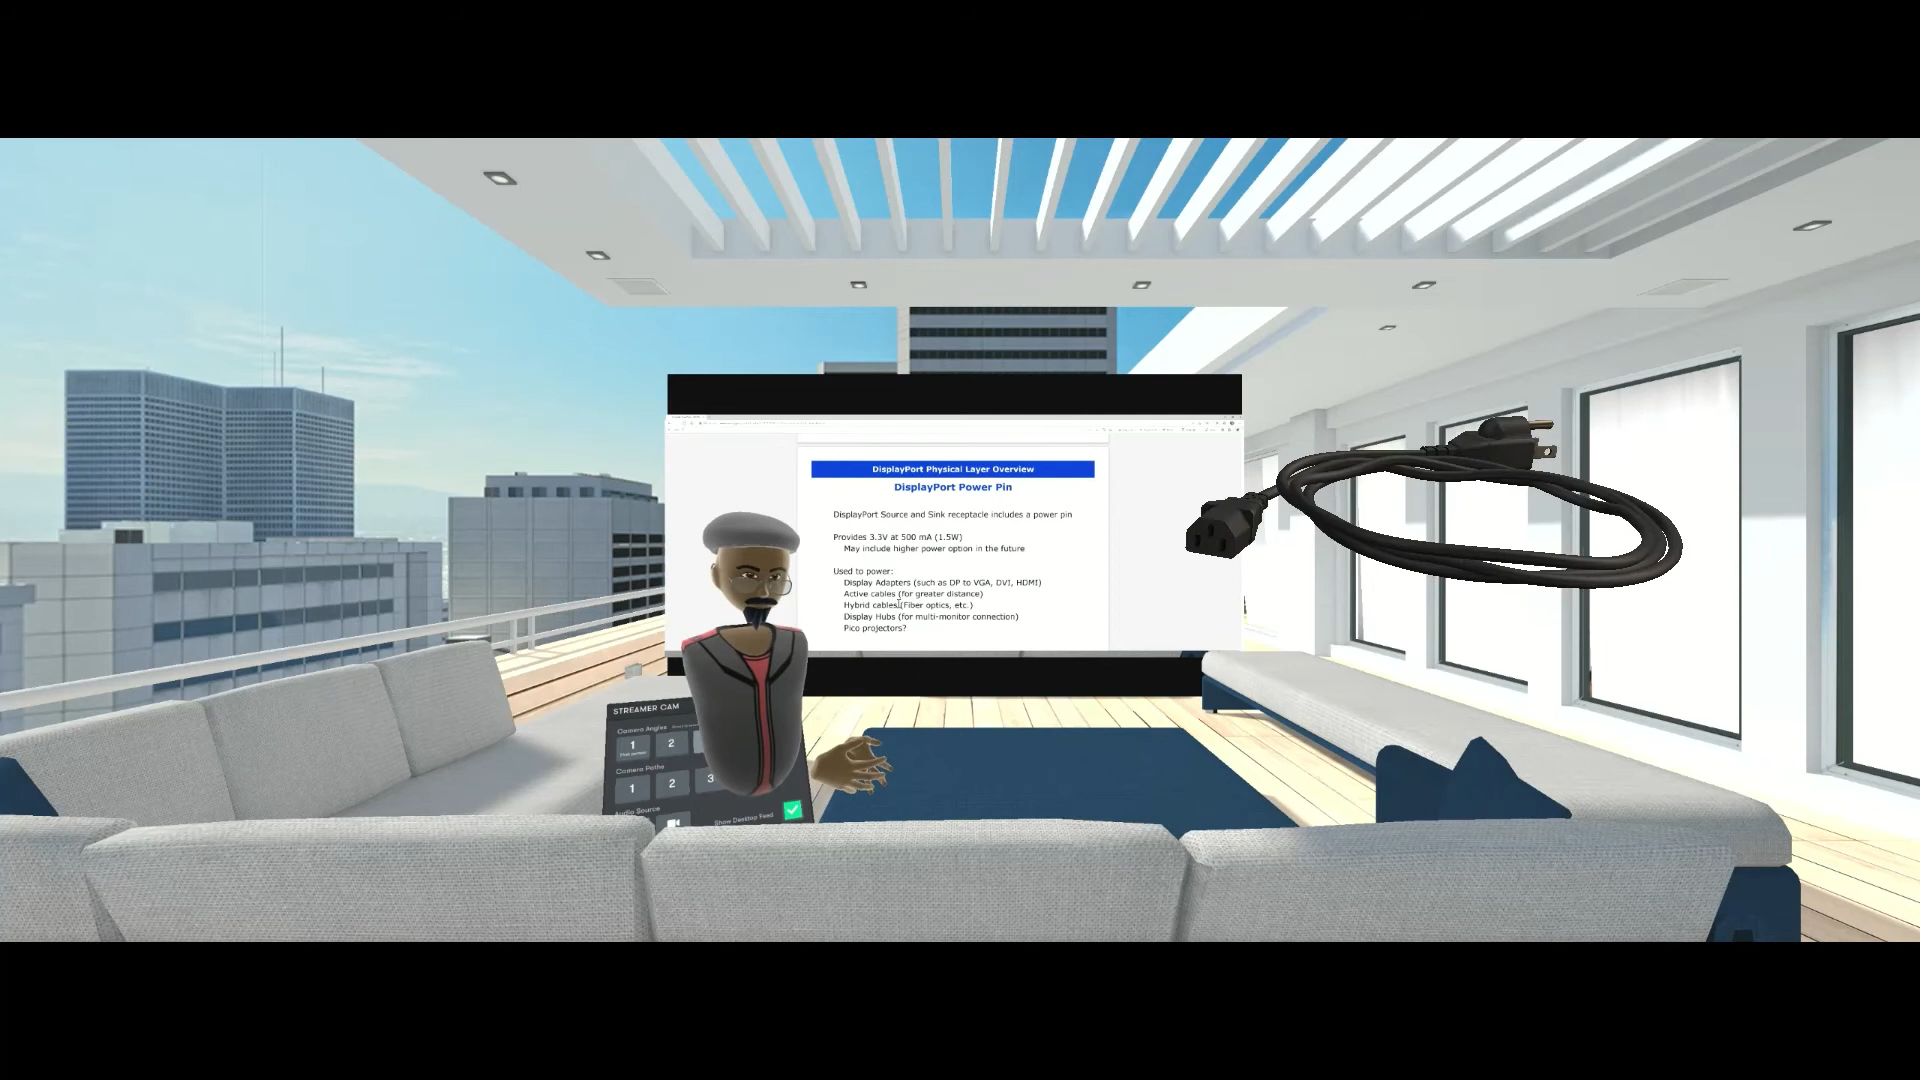 DisplayPort Physical Layer Overview
DisplayPort Power Pin
DisplayPort Source and Sink receptacle includes a power pin
Provides 3.3V at 500 mA (1.5W)
May include higher power option in the future
Used to power:
Display Adapters (such as DP to VGA, DVI, HDMI)
Active cables (for greater distance)
Hybrid cables (Fiber optics, etc.)
Display Hubs (for multi-monitor connection)
Pico projectors?
STREAMER CAM
Camera Angles
1 2
Camera Paths
1 2 3
Audio Source
Show Desktop Feed